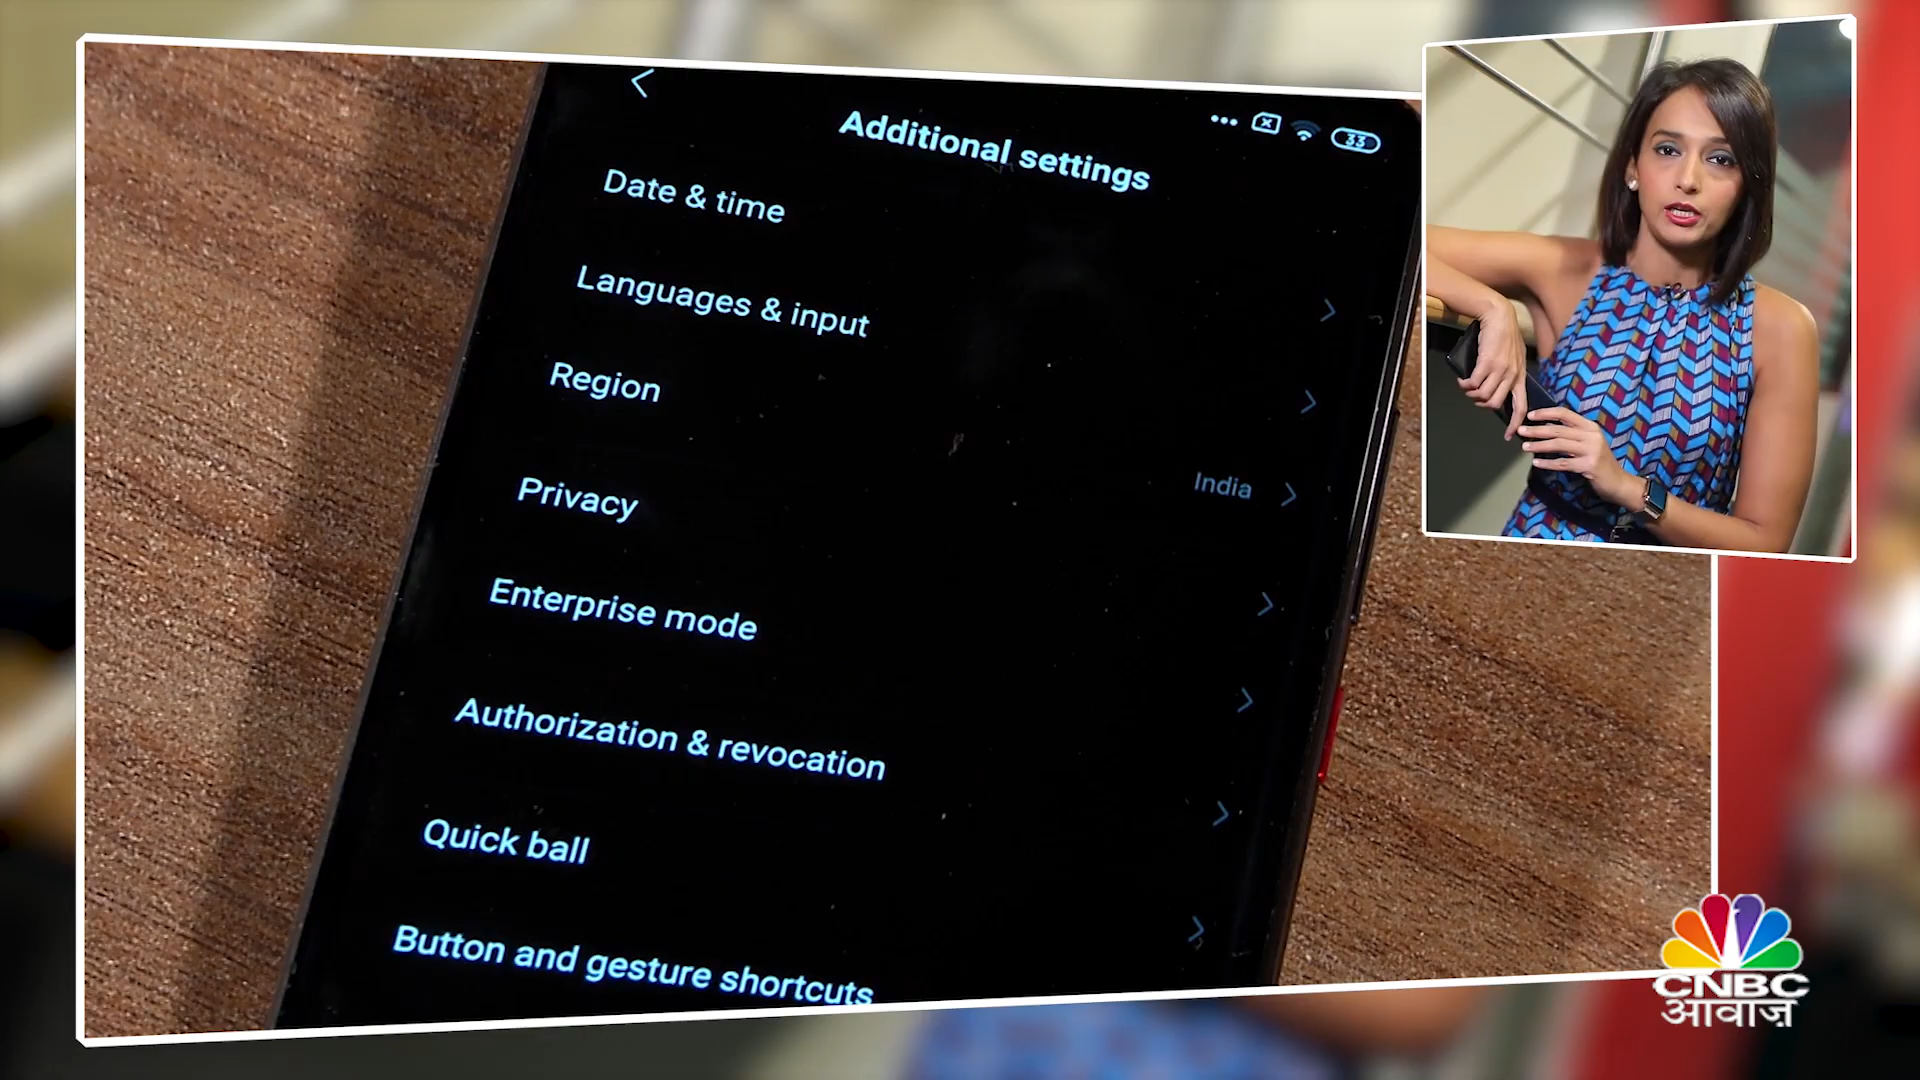 33
Additional settings
Date & time
Languages & input
Region
India
Privacy
Enterprise mode
Authorization & revocation
Quick ball
Button and gesture shortcuts
CNBC
आवाज़